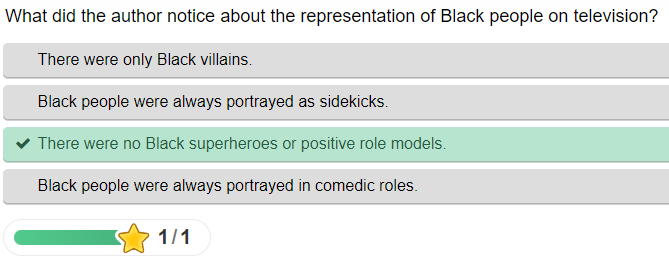 What did the author notice about the representation of Black people on television?
There were only Black villains.
Black people were always portrayed as sidekicks.
There were no Black superheroes or positive role models.
Black people were always portrayed in comedic roles.
1/1